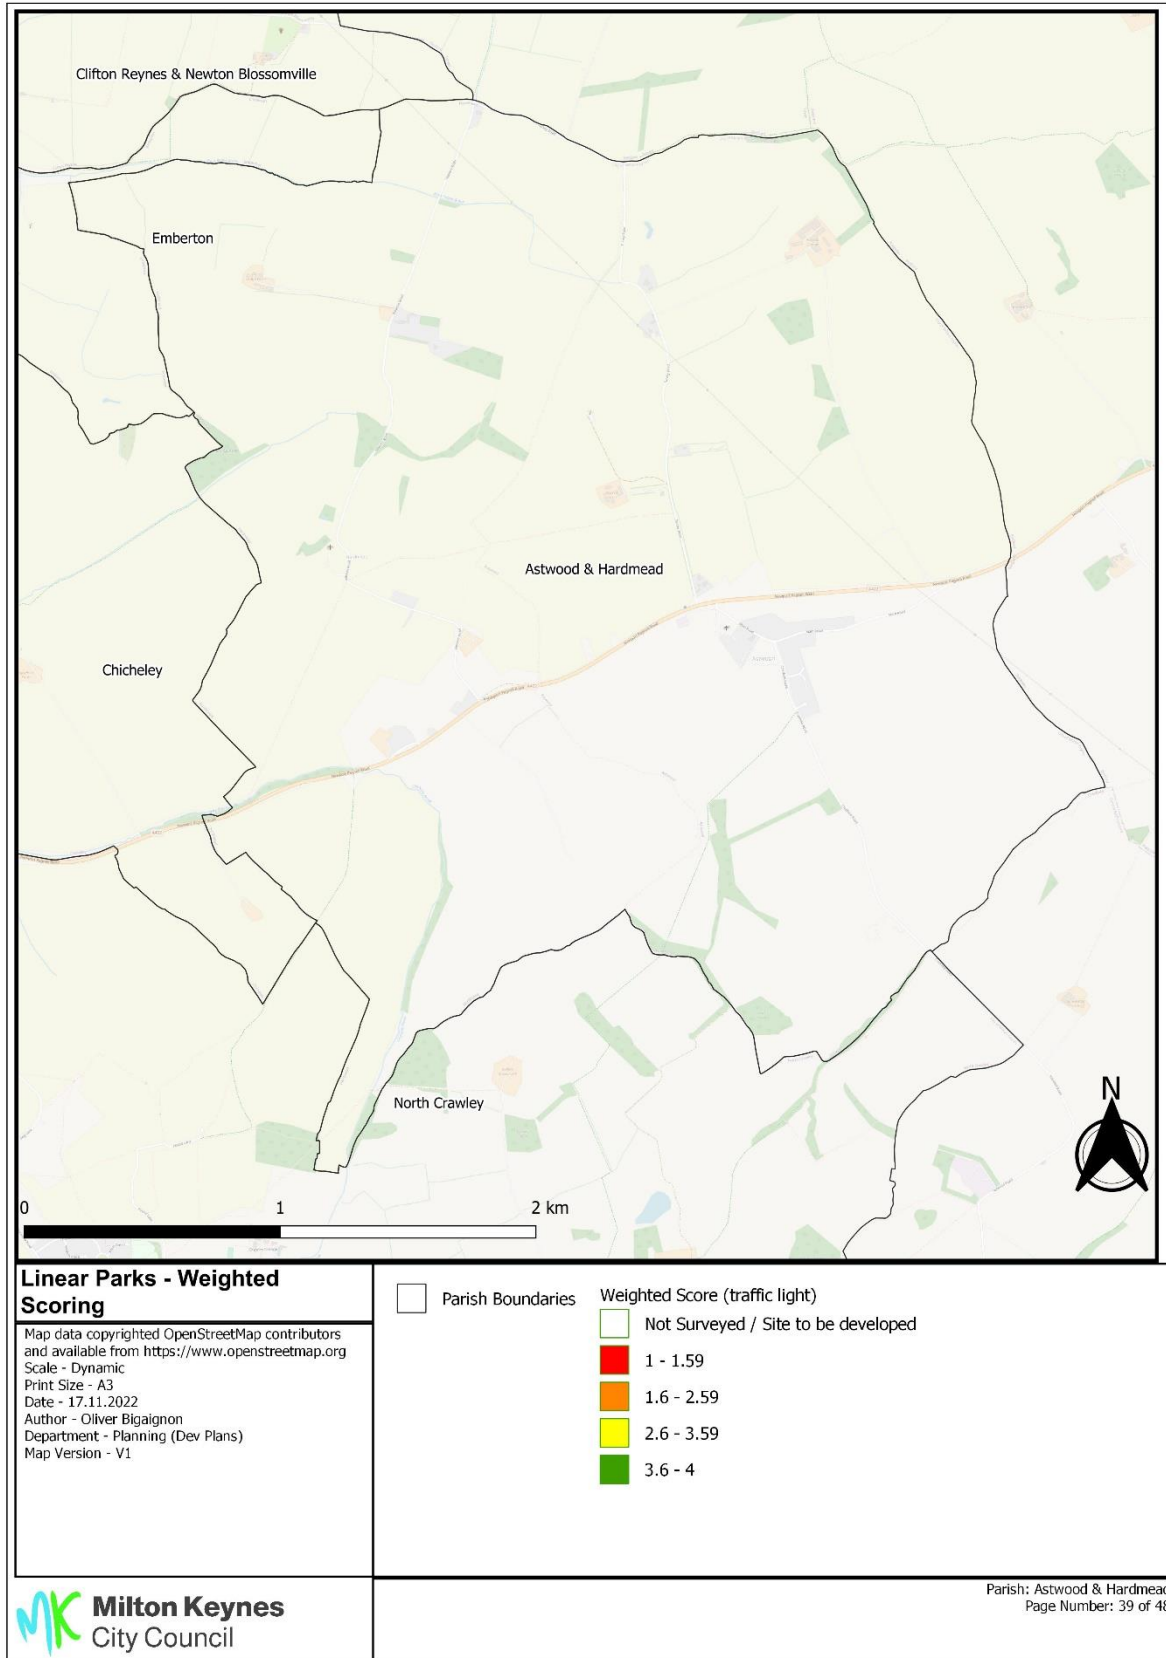 Clifton Reynes & Newton Blossomville
Emberton
Astwood & Hardmead
Chicheley
North Crawley
N
0 1 2 km
Linear Parks - Weighted
Scoring
Map data copyrighted OpenStreetMap contributors
and available from https://www.openstreetmap.org
Scale - Dynamic
Print Size - A3
Date - 17.11.2022
Author - Oliver Bigaignon
Department - Planning (Dev Plans)
Map Version - V1
Parish Boundaries
Weighted Score (traffic light)
Not Surveyed / Site to be developed
1 - 1.59
1.6 - 2.59
2.6 - 3.59
3.6 - 4
MK Milton Keynes
City Council
Parish: Astwood & Hardmead
Page Number: 39 of 48